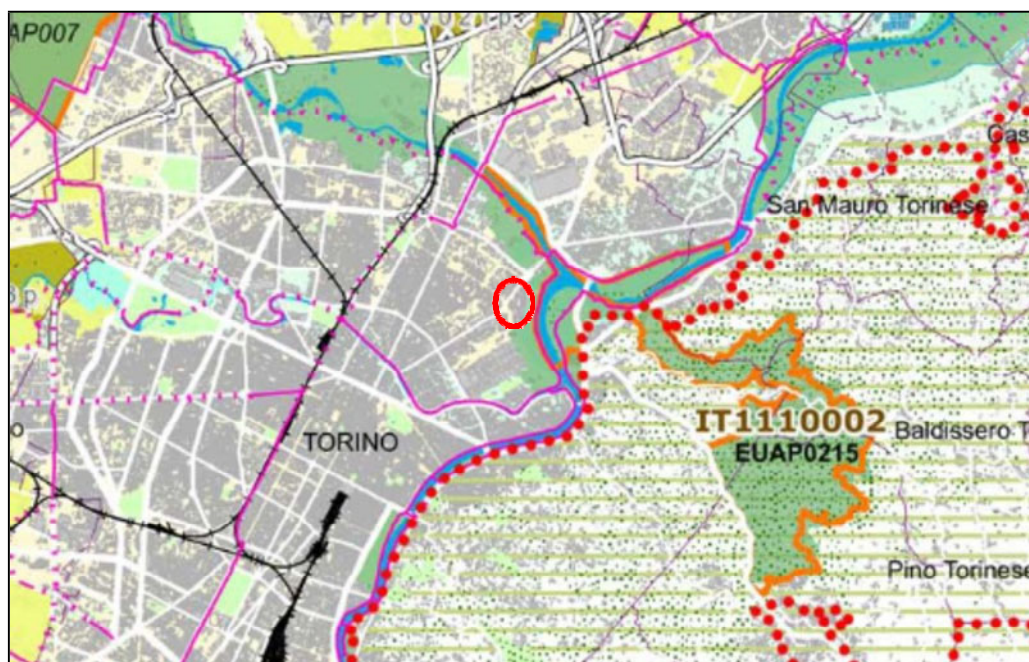 AP007
San Mauro Torinese
IT1110002
EUAP0215
TORINO
Baldissero T
Pino Torinese